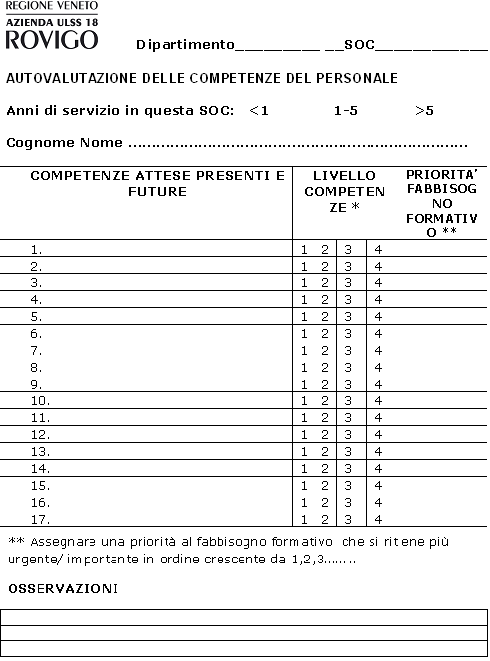 REGIONE VENETO
AZIENDA ULSS 18
ROVIGO
Dipartimento__________ __SOC_____________
AUTOVALUTAZIONE DELLE COMPETENZE DEL PERSONALE
Anni di servizio in questa SOC: <1 1-5 >5
Cognome Nome ........................................................................
COMPETENZE ATTESE PRESENTI E FUTURE
LIVELLO COMPETEN ZE *
PRIORITA' FABBISOG NO FORMATIV O **
1. 1 2 3 4
2. 1 2 3 4
3. 1 2 3 4
4. 1 2 3 4
5. 1 2 3 4
6. 1 2 3 4
7. 1 2 3 4
8. 1 2 3 4
9. 1 2 3 4
10. 1 2 3 4
11. 1 2 3 4
12. 1 2 3 4
13. 1 2 3 4
14. 1 2 3 4
15. 1 2 3 4
16. 1 2 3 4
17. 1 2 3 4
** Assegnare una priorità al fabbisogno formativo che si ritene più
urgente/ importante in ordine crescente da 1,2,3........
OSSERVAZIONI